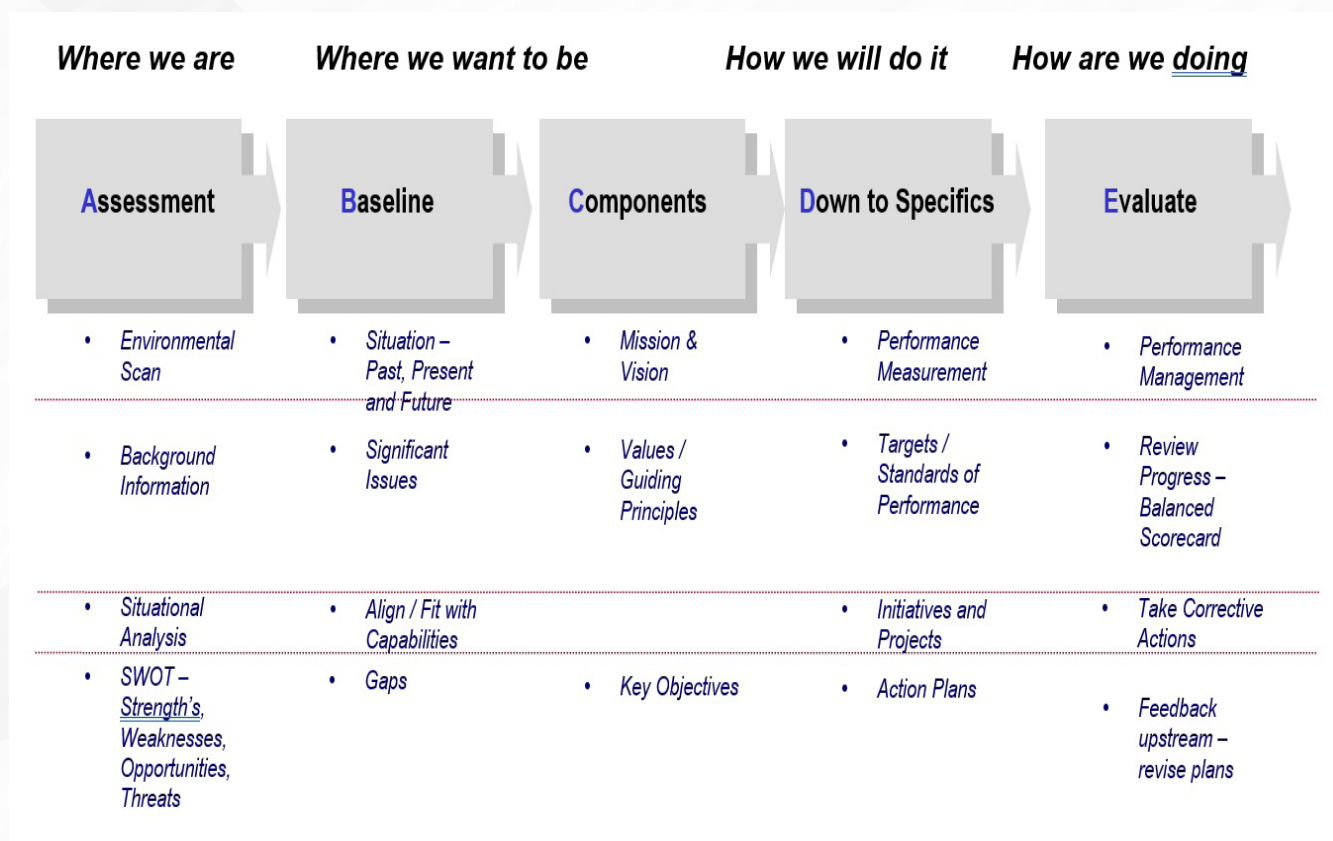 Where we are
Where we want to be
How we will do it
How are we doing
Assessment
Baseline
Components
Down to Specifics
Evaluate
• Environmental
Scan
• Situation –
Past, Present
and Future
• Mission &
Vision
• Performance
Measurement
• Performance
Management
• Background
Information
• Significant
Issues
• Values /
Guiding
Principles
• Targets /
Standards of
Performance
• Review
Progress –
Balanced
Scorecard
• Situational
Analysis
• Align / Fit with
Capabilities
• Initiatives and
Projects
• Take Corrective
Actions
• SWOT –
Strength's,
Weaknesses,
Opportunities,
Threats
• Gaps
• Key Objectives
• Action Plans
• Feedback
upstream –
revise plans